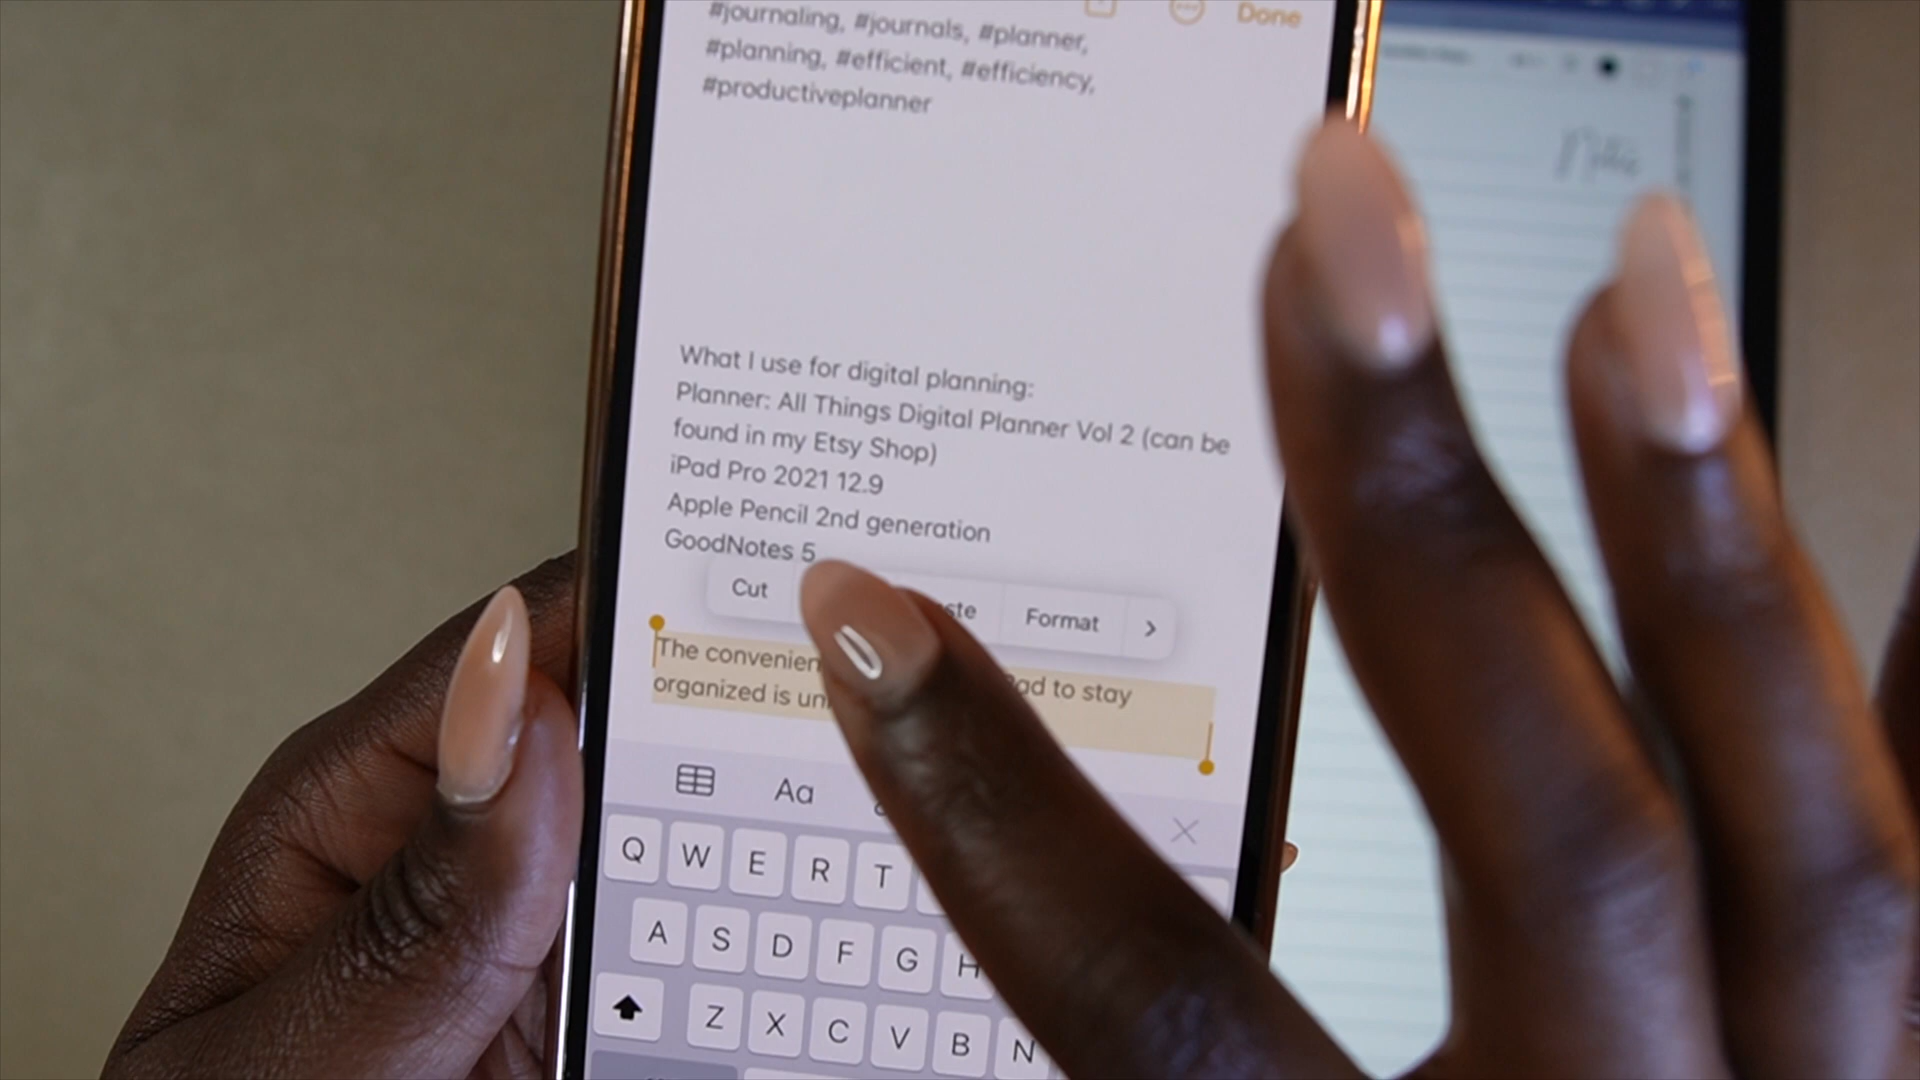 Done
#journaling, #journals, #planner,
#planning, #efficient, #efficiency,
#productiveplanner
Notes
What I use for digital planning:
Planner: All Things Digital Planner Vol 2 (can be
found in my Etsy Shop)
iPad Pro 2021 12.9
Apple Pencil 2nd generation
GoodNotes 5
Cut
Format >
The to stay
organized is
Aa
Q W E R T
A S D F G H
Z X C V B N